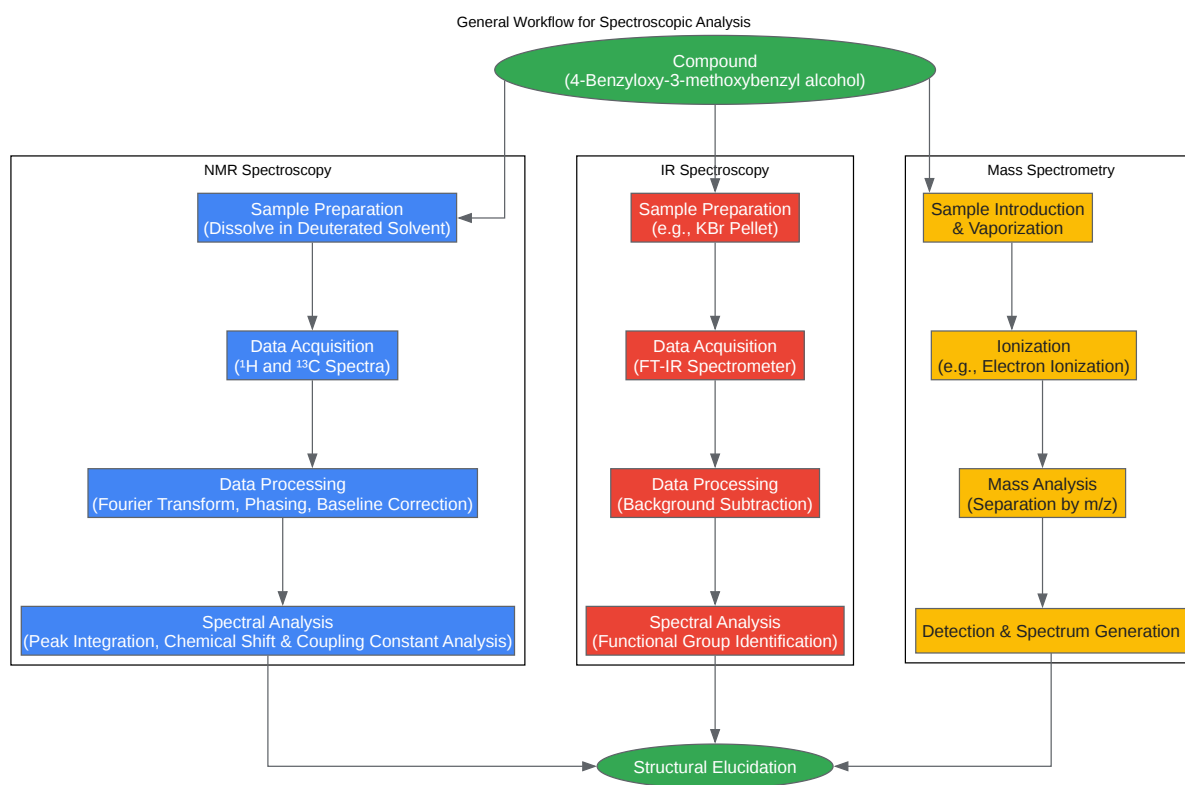 General Workflow for Spectroscopic Analysis
Compound
(4-Benzyloxy-3-methoxybenzyl alcohol)
NMR Spectroscopy
Sample Preparation
(Dissolve in Deuterated Solvent)
Data Acquisition
(¹H and ¹³C Spectra)
Data Processing
(Fourier Transform, Phasing, Baseline Correction)
Spectral Analysis
(Peak Integration, Chemical Shift & Coupling Constant Analysis)
IR Spectroscopy
Sample Preparation
(e.g., KBr Pellet)
Data Acquisition
(FT-IR Spectrometer)
Data Processing
(Background Subtraction)
Spectral Analysis
(Functional Group Identification)
Mass Spectrometry
Sample Introduction
& Vaporization
Ionization
(e.g., Electron Ionization)
Mass Analysis
(Separation by m/z)
Detection & Spectrum Generation
Structural Elucidation